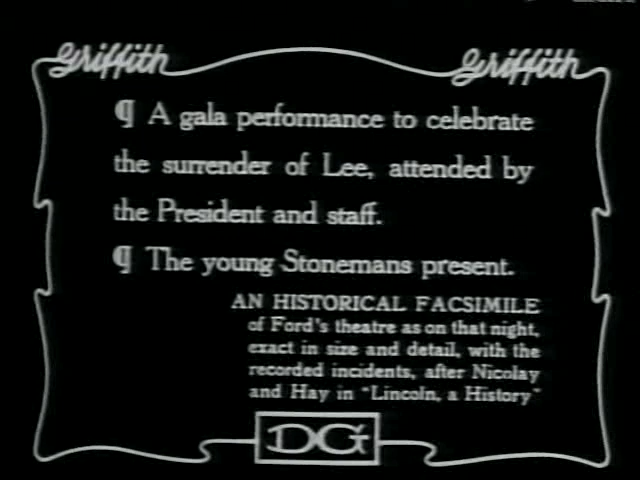 Griffith Griffith
¶ A gala performance to celebrate
the surrender of Lee, attended by
the President and staff.
¶ The young Stonemans present.
AN HISTORICAL FACSIMILE
of Ford's theatre as on that night,
exact in size and detail, with the
recorded incidents, after Nicolay
and Hay in "Lincoln, a History"
DG